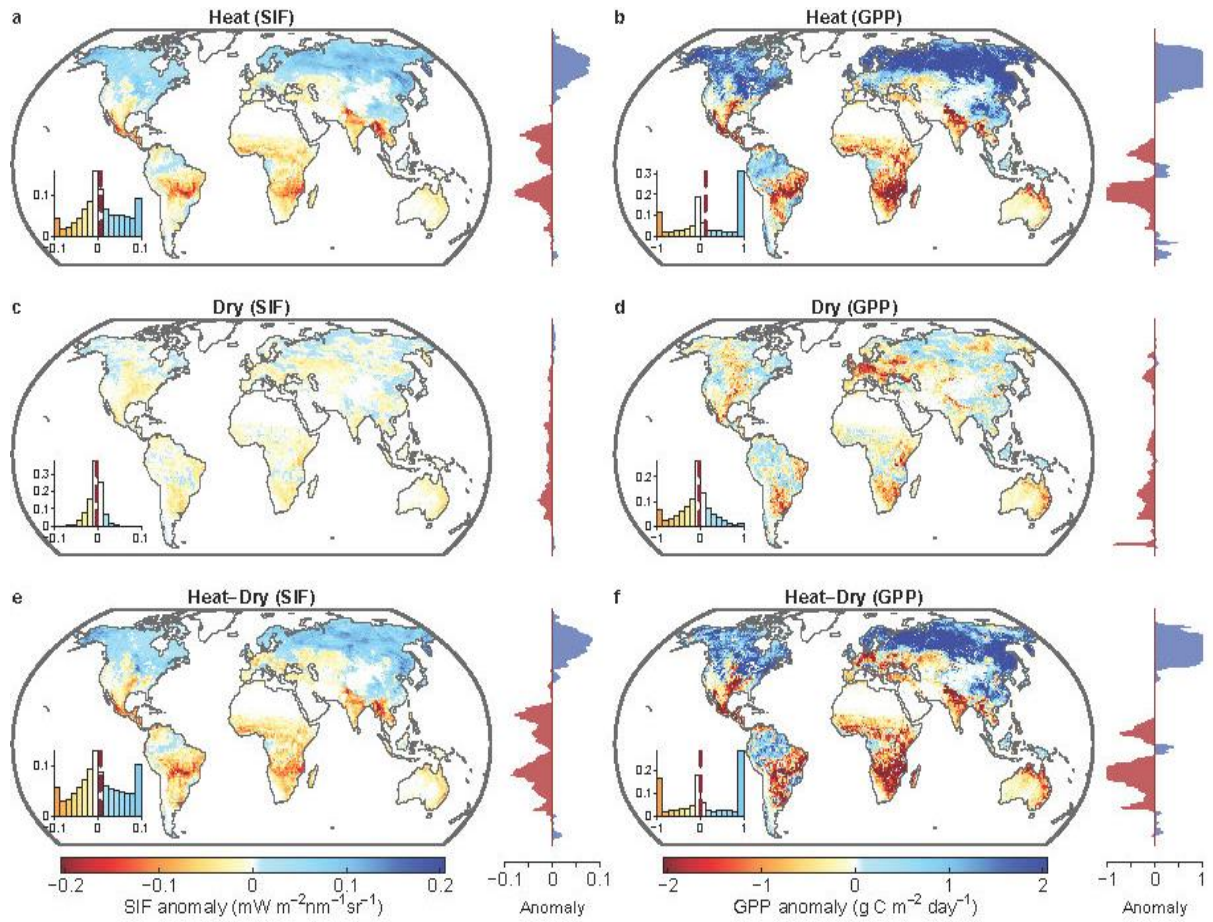 a Heat (SIF)
b Heat (GPP)
0.1
0
−0.1 0 0.1
0.3
0.2
0.1
0
−1 0 1
c Dry (SIF)
d Dry (GPP)
0.3
0.2
0.1
0
−0.1 0 0.1
0.2
0.1
0
−1 0 1
e Heat−Dry (SIF)
f Heat−Dry (GPP)
0.1
0
−0.1 0 0.1
0.2
0.1
0
−1 0 1
−0.2 −0.1 0 0.1 0.2
SIF anomaly (mW m⁻²nm⁻¹sr⁻¹)
−0.1 0 0.1
Anomaly
−2 −1 0 1 2
GPP anomaly (g C m⁻² day⁻¹)
−1 0 1
Anomaly